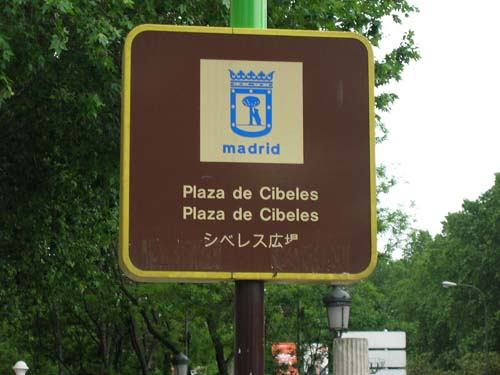 madrid
Plaza de Cibeles
Plaza de Cibeles
シベレス広場